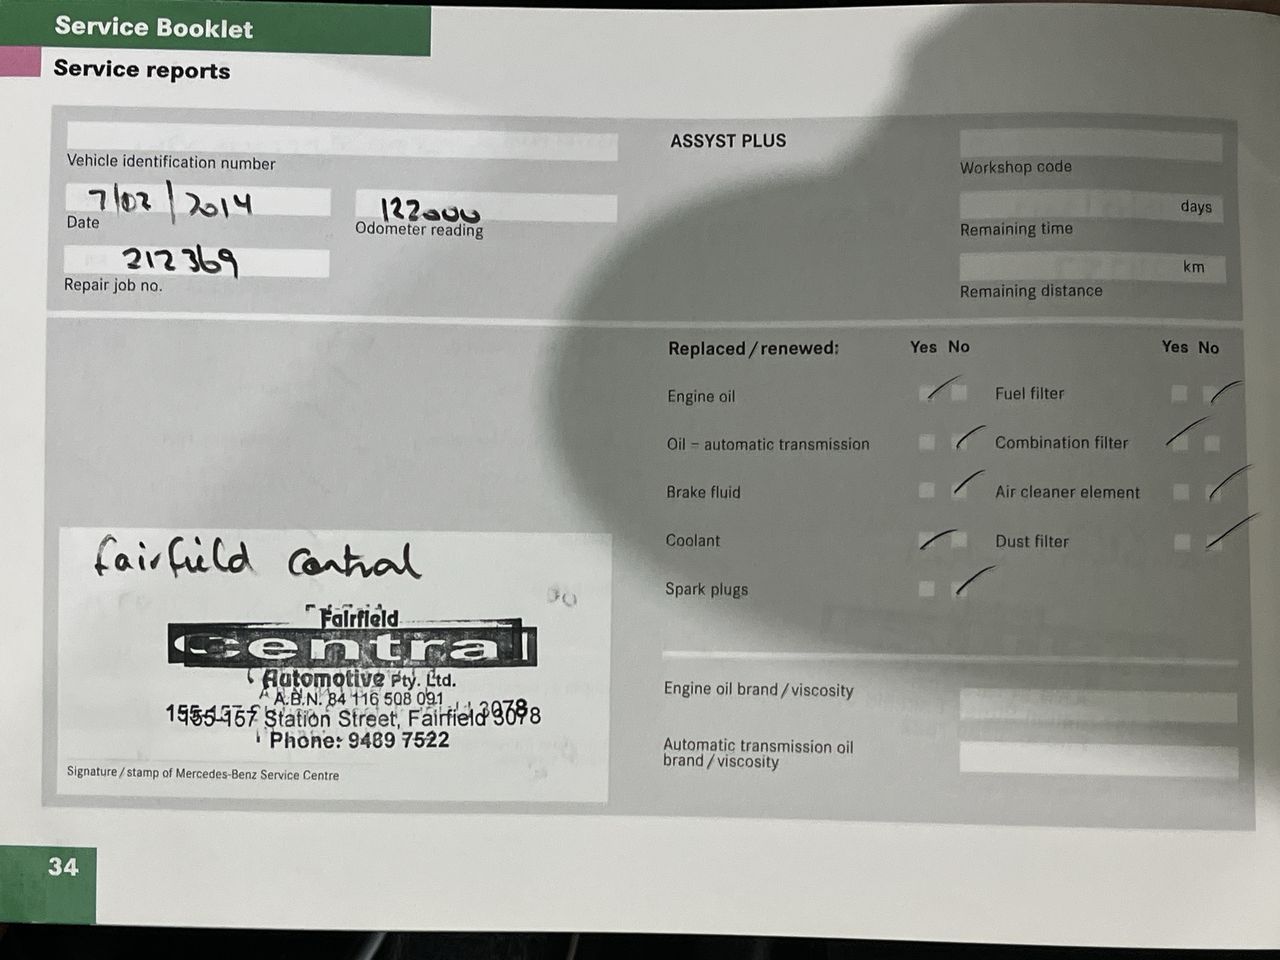 Service Booklet
Service reports
Vehicle identification number
7/02/2014
Date
122000
Odometer reading
212369
Repair job no.
ASSYST PLUS
Workshop code
days
Remaining time
km
Remaining distance
Replaced/renewed: Yes No Yes No
Engine oil
Fuel filter
Oil – automatic transmission
Combination filter
Brake fluid
Air cleaner element
Coolant
Dust filter
Spark plugs
Engine oil brand/viscosity
Automatic transmission oil
brand/viscosity
Fairfield Central
Fairfield
Central
Automotive Pty. Ltd.
A.B.N. 84 116 508 091
155-157 Station Street, Fairfield 3078
Phone: 9489 7522
Signature/stamp of Mercedes-Benz Service Centre
34